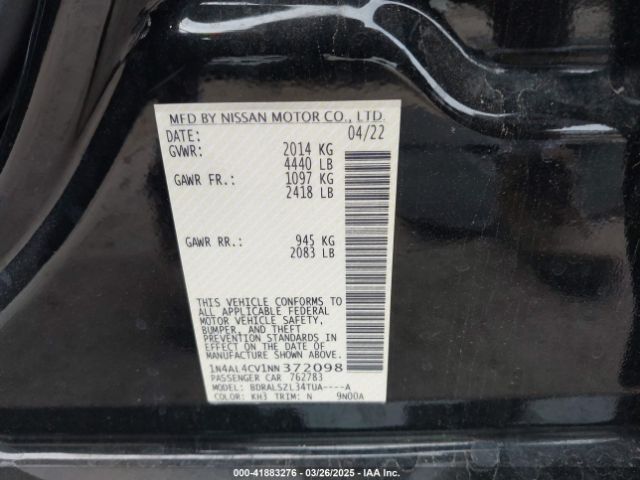 MFD BY NISSAN MOTOR CO., LTD.
DATE: 04/22
GVWR: 2014 KG
4440 LB
GAWR FR.: 1097 KG
2418 LB
GAWR RR.: 945 KG
2083 LB
THIS VEHICLE CONFORMS TO
ALL APPLICABLE FEDERAL
MOTOR VEHICLE SAFETY,
BUMPER, AND THEFT
PREVENTION STANDARDS IN
EFFECT ON THE DATE OF
MANUFACTURE SHOWN ABOVE.
1N4AL4CV1NN 372098
PASSENGER CAR 762783
MODEL: BDRALSZL34TUA----A
COLOR: KH3 TRIM: N 9N00A
000-41883276 — 03/26/2025 — IAA Inc.